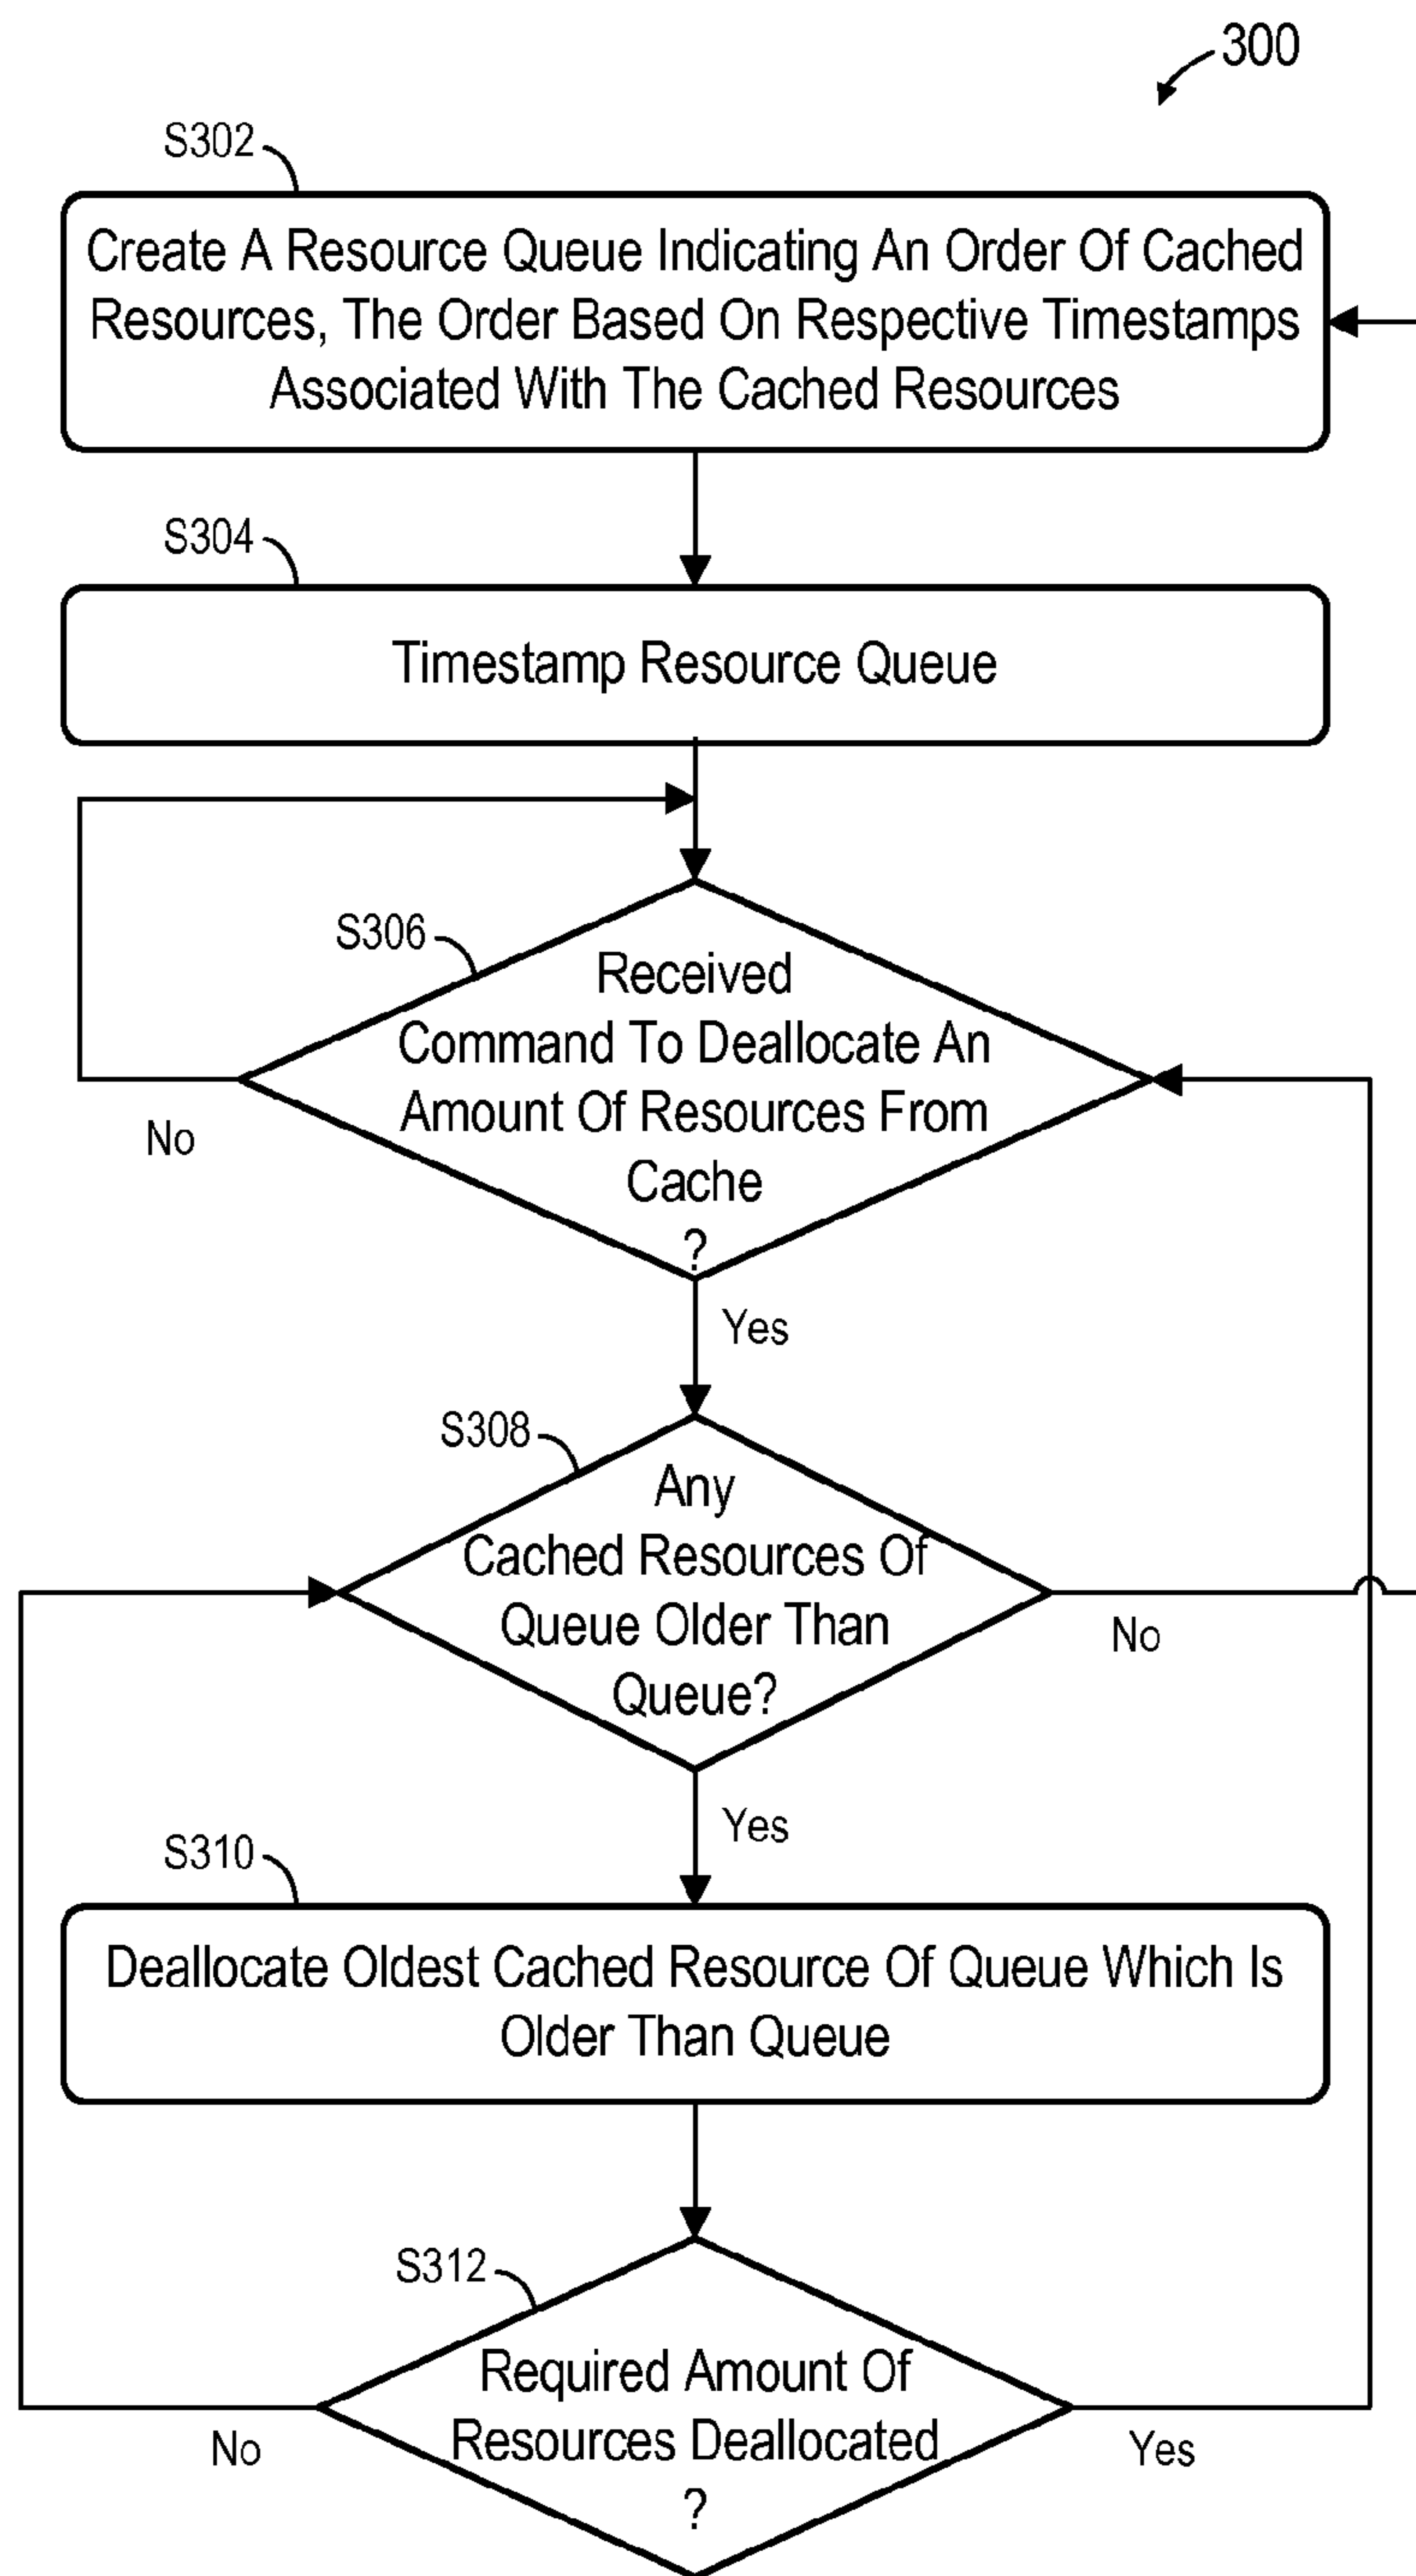 300
S302
Create A Resource Queue Indicating An Order Of Cached
Resources, The Order Based On Respective Timestamps
Associated With The Cached Resources
S304
Timestamp Resource Queue
S306
Received
Command To Deallocate An
Amount Of Resources From
Cache
?
No
Yes
S308
Any
Cached Resources Of
Queue Older Than
Queue?
No
Yes
S310
Deallocate Oldest Cached Resource Of Queue Which Is
Older Than Queue
S312
Required Amount Of
Resources Deallocated
?
No
Yes